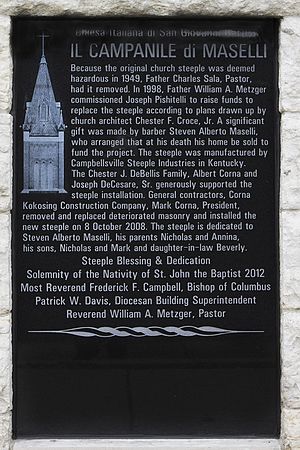 Chiesa Italiana di San Giovanni Battista
IL CAMPANILE di MASELLI
Because the original church steeple was deemed
hazardous in 1949, Father Charles Sala, Pastor,
had it removed. In 1998, Father William A. Metzger
commissioned Joseph Pishitelli to raise funds to
replace the steeple according to plans drawn up by
church architect Chester F. Croce, Jr. A significant
gift was made by barber Steven Alberto Maselli,
who arranged that at his death his home be sold to
fund the project. The steeple was manufactured by
Campbellsville Steeple Industries in Kentucky.
The Chester J. DeBellis Family, Albert Corna and
Joseph DeCesare, Sr. generously supported the
steeple installation. General contractors, Corna
Kokosing Construction Company, Mark Corna, President,
removed and replaced deteriorated masonry and installed the
new steeple on 8 October 2008. The steeple is dedicated to
Steven Alberto Maselli, his parents Nicholas and Annina,
his sons, Nicholas and Mark and daughter-in-law Beverly.
Steeple Blessing & Dedication
Solemnity of the Nativity of St. John the Baptist 2012
Most Reverend Frederick F. Campbell, Bishop of Columbus
Patrick W. Davis, Diocesan Building Superintendent
Reverend William A. Metzger, Pastor